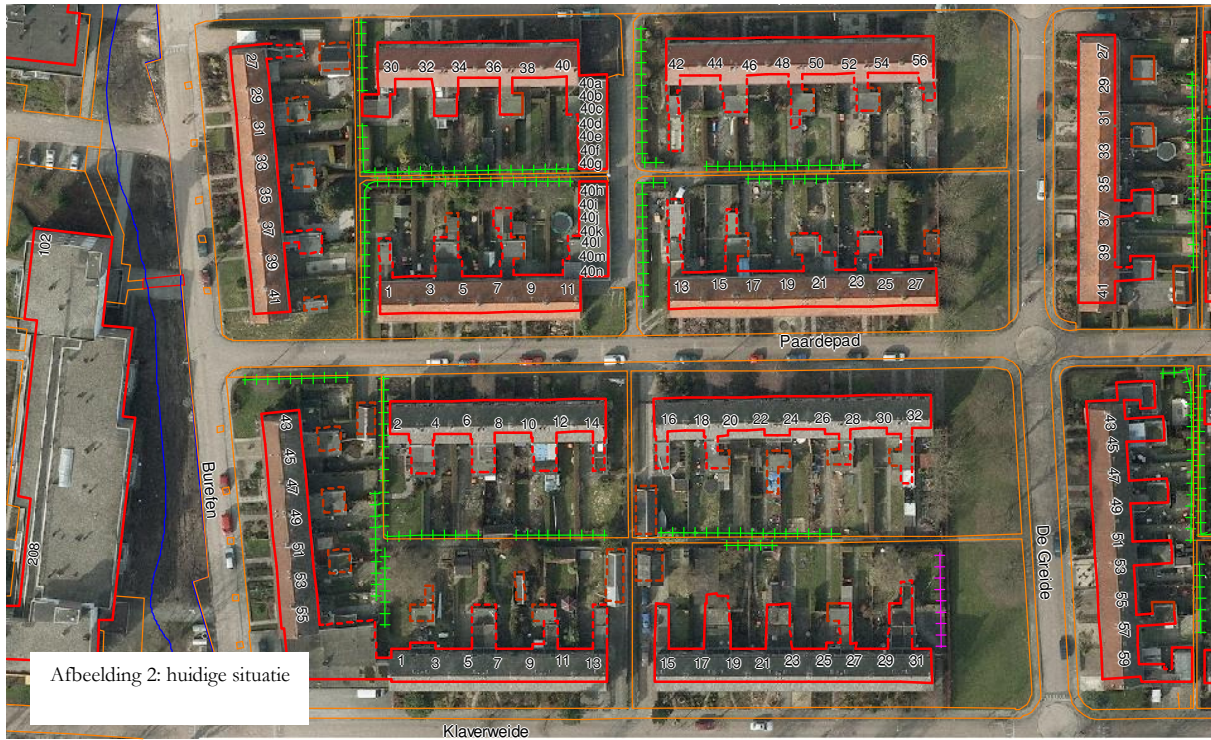 27
29
31
33
35
37
39
41
30 32 34 36 38 40
40a
40b
40c
40d
40e
40f
40g
40h
40i
40j
40k
40l
40m
40n
1 3 5 7 9 11
42 44 46 48 50 52 54 56
13 15 17 19 21 23 25 27
27
29
31
33
35
37
39
41
Paardepad
102
208
Burefen
43
45
47
49
51
53
55
2 4 6 8 10 12 14
16 18 20 22 24 26 28 30 32
1 3 5 7 9 11 13
15 17 19 21 23 25 27 29 31
De Greide
43
45
47
49
51
53
55
57
59
Afbeelding 2: huidige situatie
Klaverweide